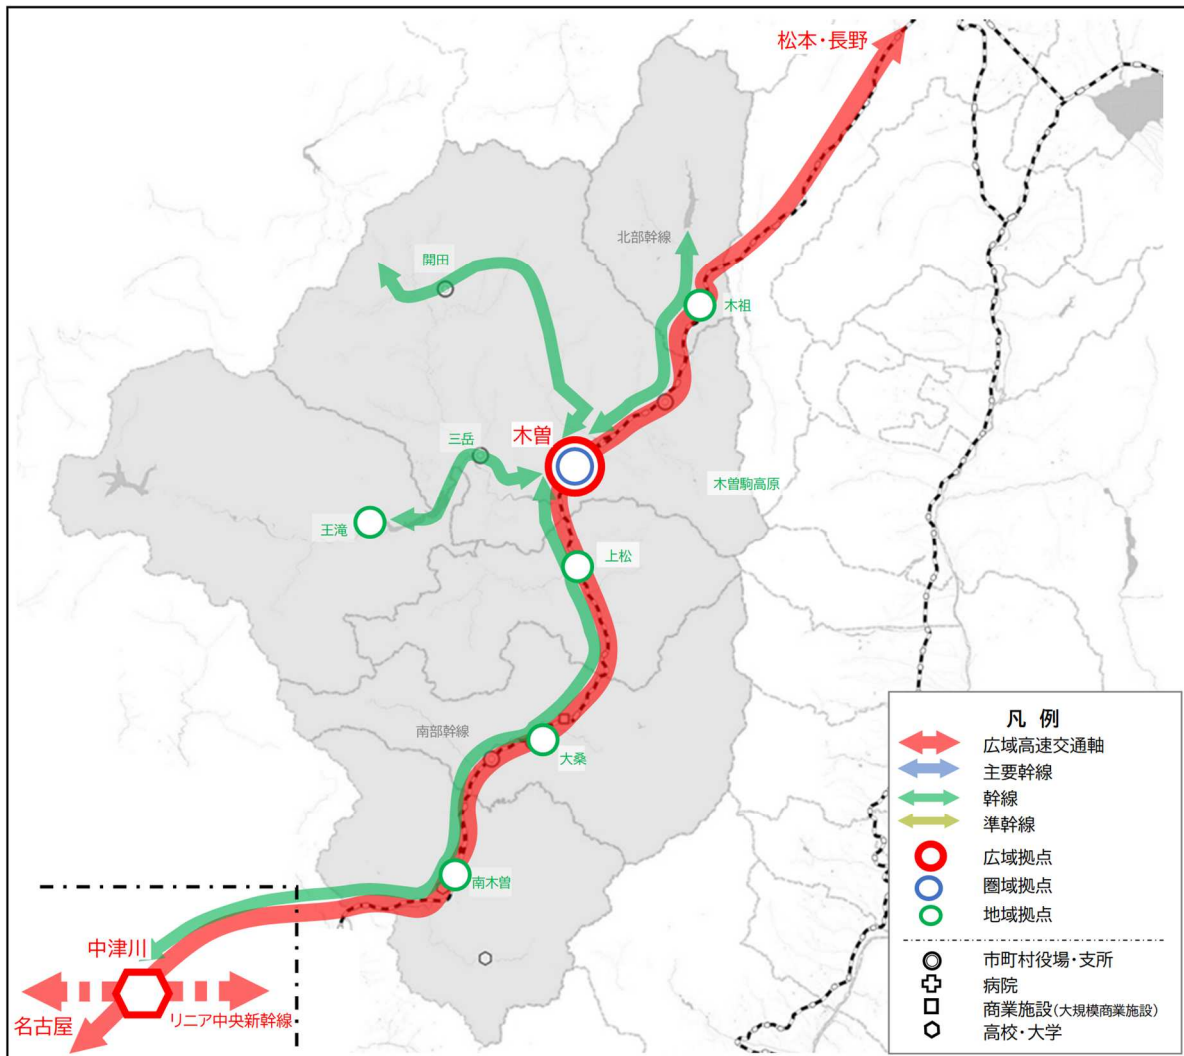 松本・長野
北部幹線
開田
木祖
木曽
三岳
木曽駒高原
王滝
上松
南部幹線
大桑
南木曽
中津川
名古屋
リニア中央新幹線
凡 例
広域高速交通軸
主要幹線
幹線
準幹線
広域拠点
圏域拠点
地域拠点
市町村役場・支所
病院
商業施設(大規模商業施設)
高校・大学